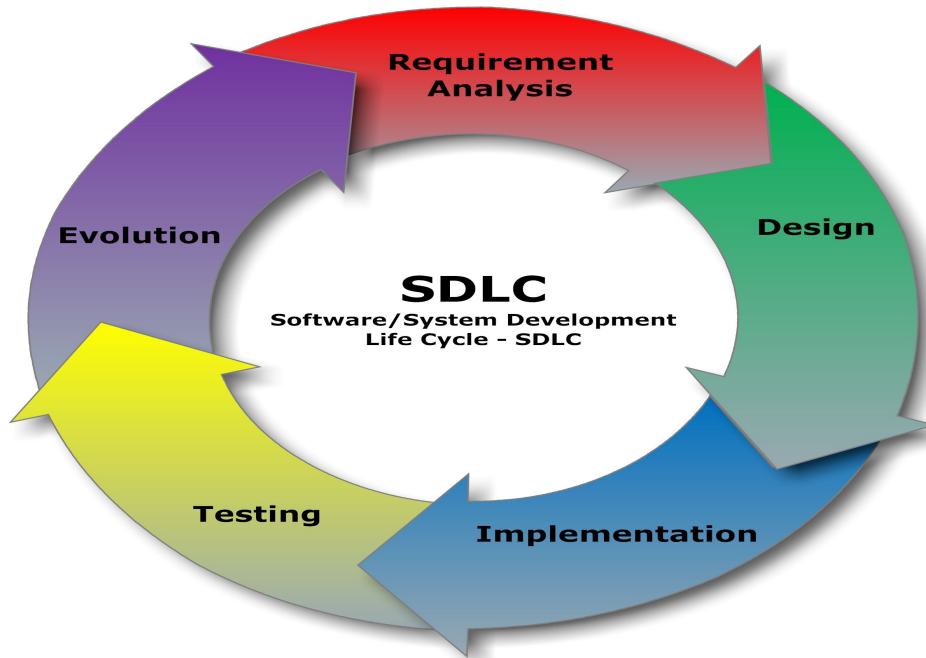 Requirement
Analysis
Design
Evolution
SDLC
Software/System Development
Life Cycle - SDLC
Testing
Implementation